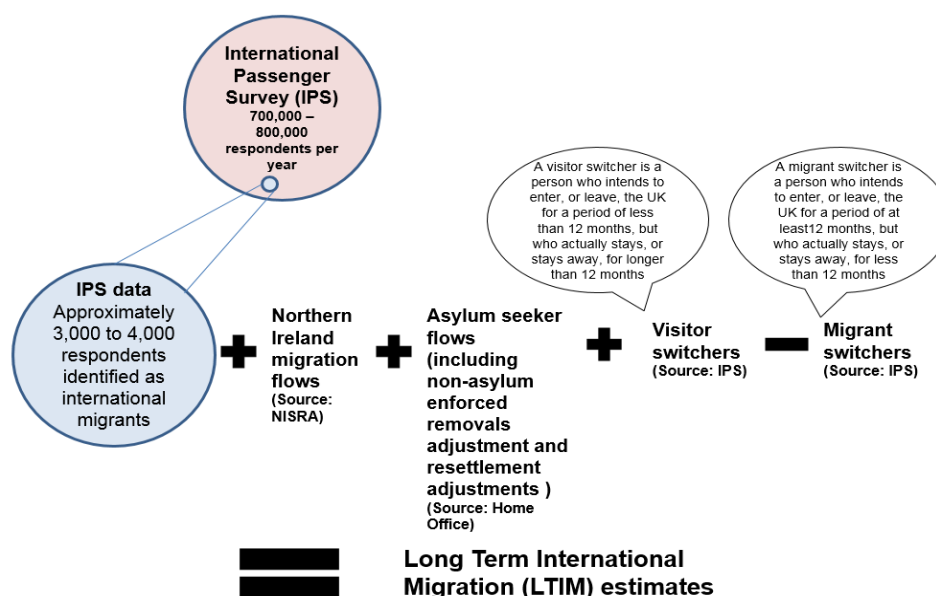 International
Passenger
Survey (IPS)
700,000 –
800,000
respondents per
year
A visitor switcher is a
person who intends to
enter, or leave, the UK
for a period of less
than 12 months, but
who actually stays, or
stays away, for longer
than 12 months
A migrant switcher is
a person who intends
to enter, or leave, the
UK for a period of at
least12 months, but
who actually stays, or
stays away, for less
than 12 months
IPS data
Approximately
3,000 to 4,000
respondents
identified as
international
migrants
+
Northern
Ireland
migration
flows
(Source:
NISRA)
+
Asylum seeker
flows
(including
non-asylum
enforced
removals
adjustment and
resettlement
adjustments )
(Source: Home
Office)
+
Visitor
switchers
(Source: IPS)
−
Migrant
switchers
(Source: IPS)
=
Long Term International
Migration (LTIM) estimates